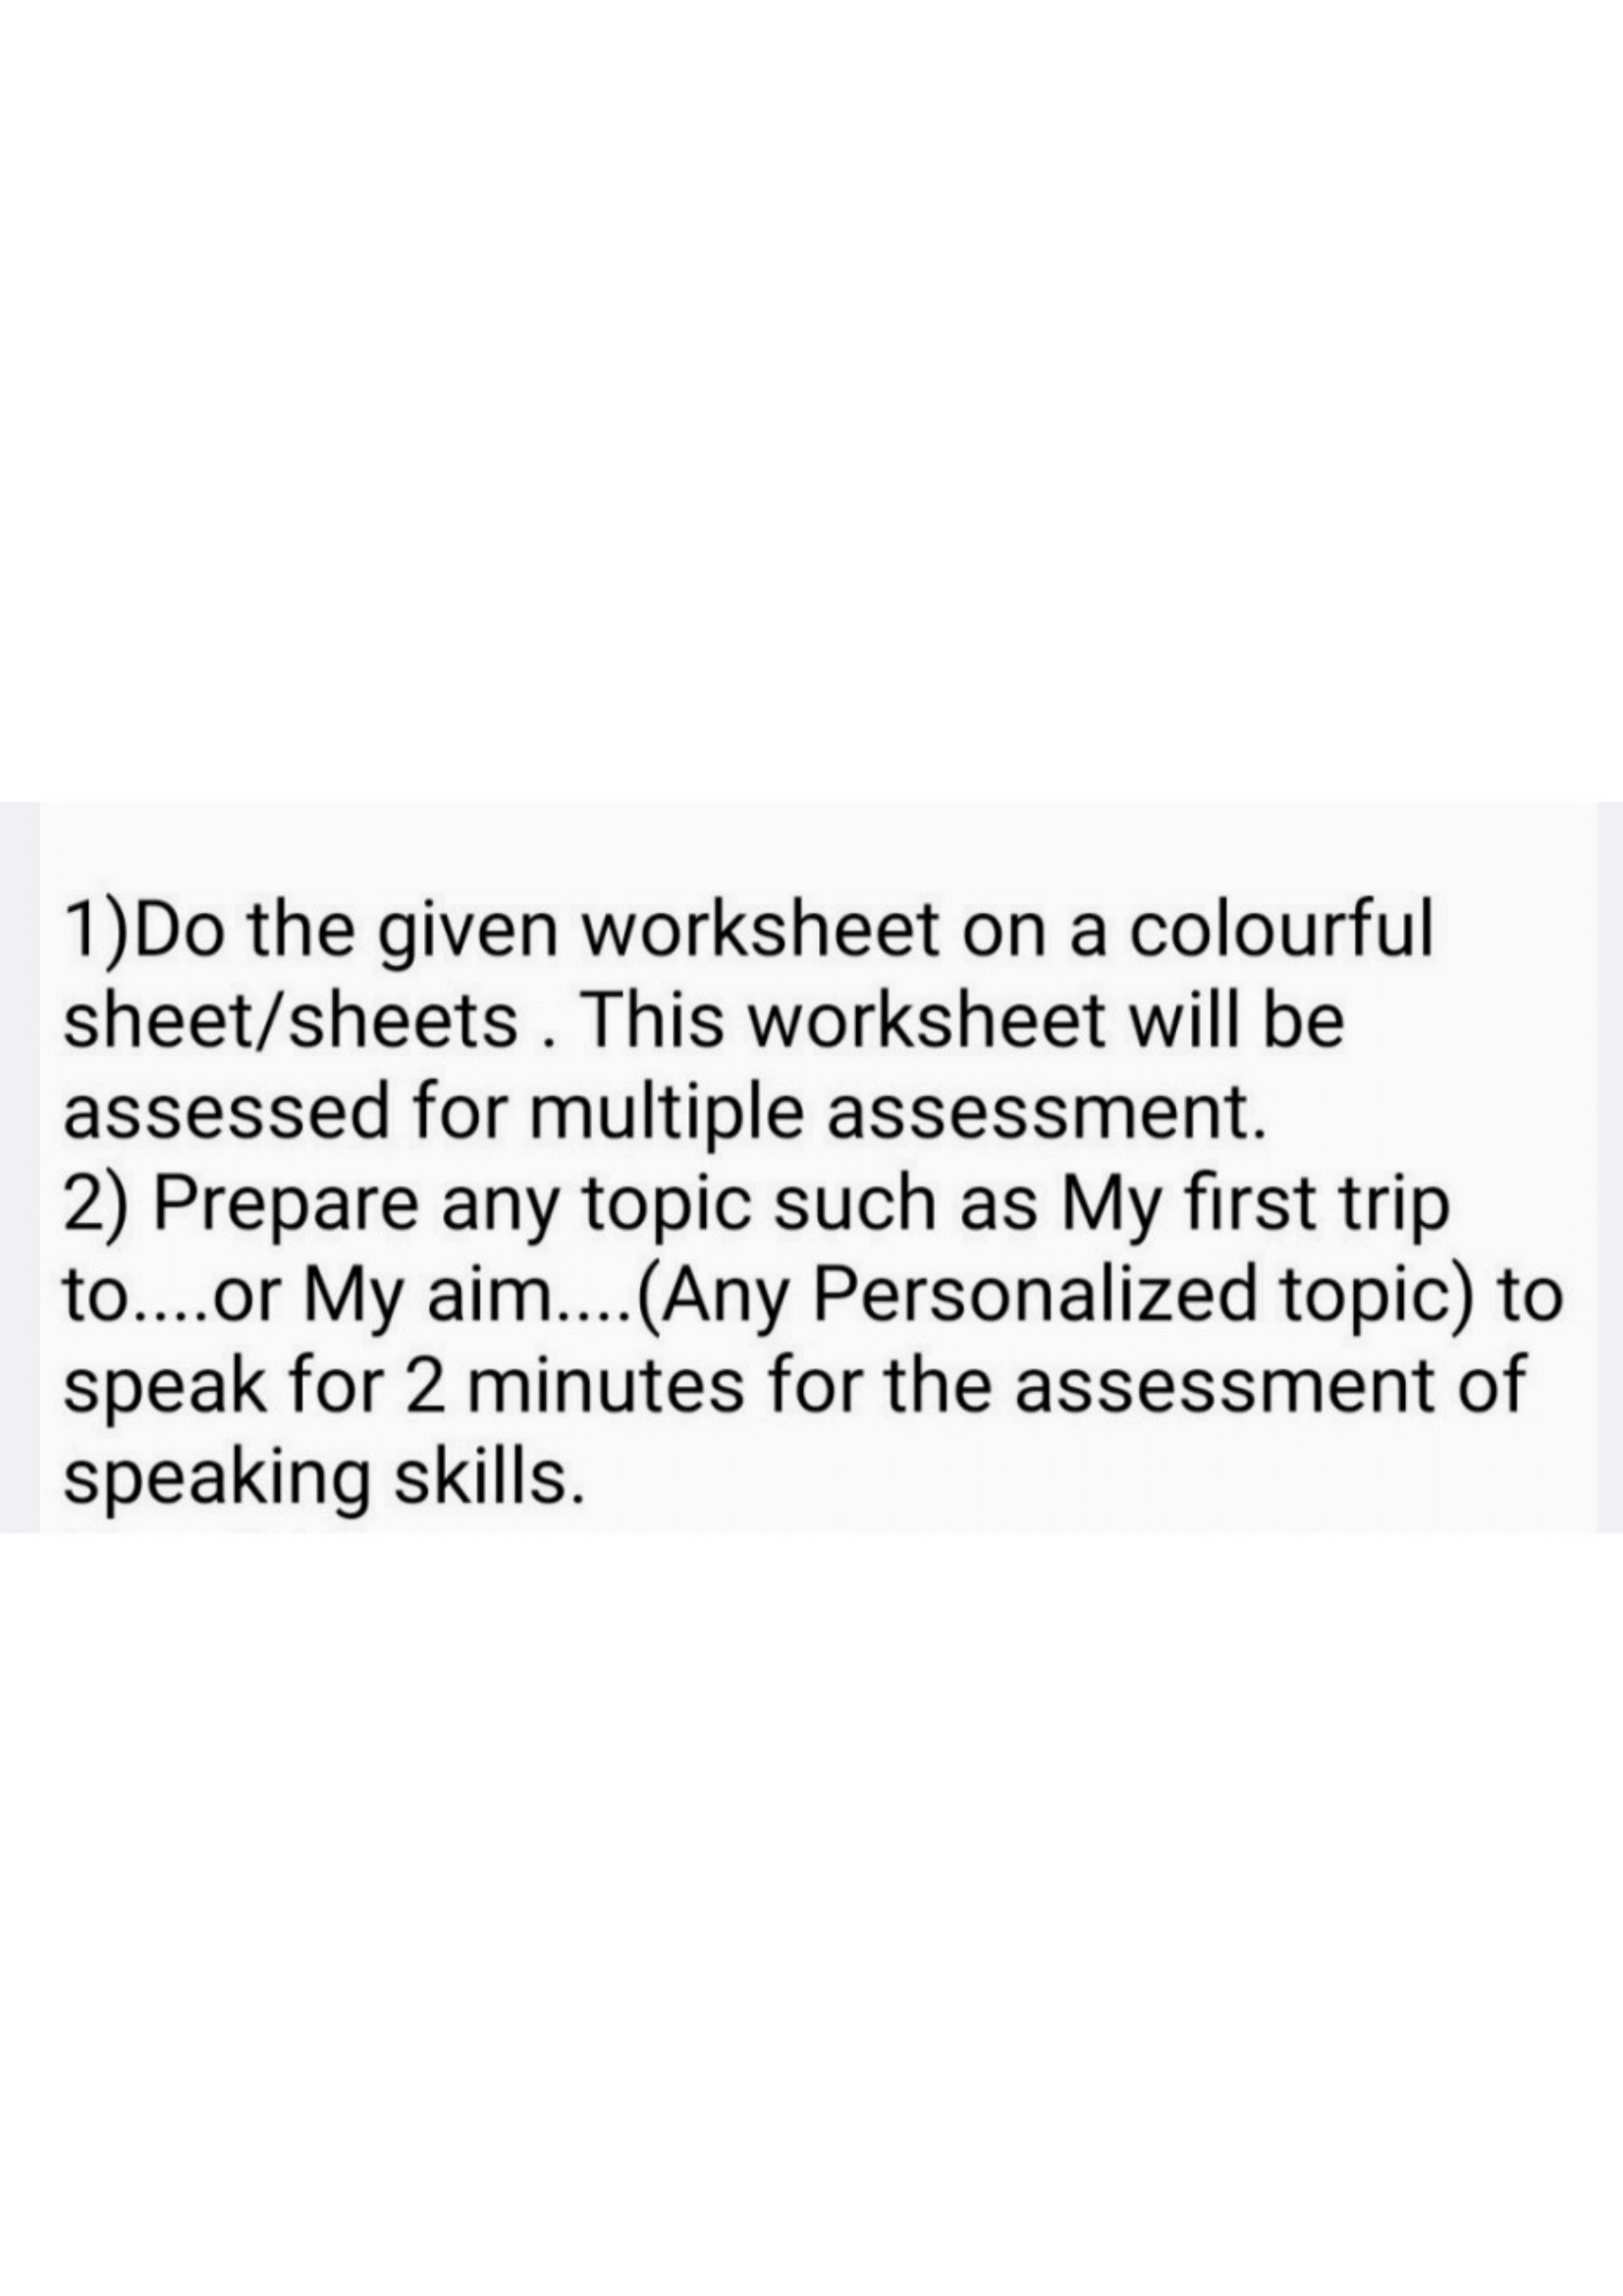 1)Do the given worksheet on a colourful
sheet/sheets . This worksheet will be
assessed for multiple assessment.
2) Prepare any topic such as My first trip
to....or My aim....(Any Personalized topic) to
speak for 2 minutes for the assessment of
speaking skills.